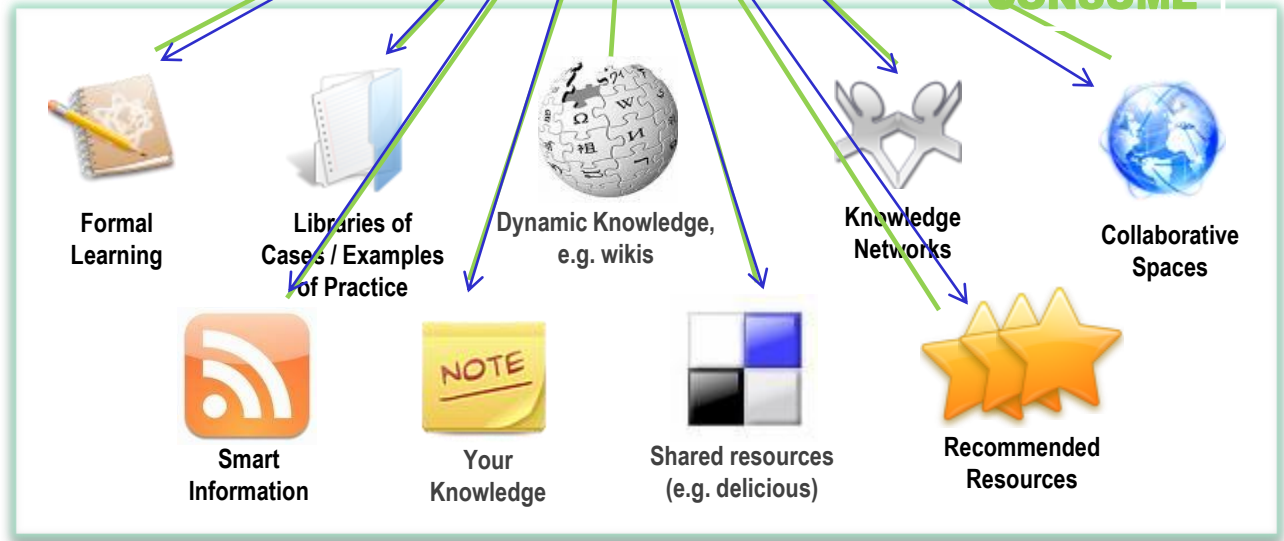 CONSUME
Formal
Learning
Libraries of
Cases / Examples
of Practice
Dynamic Knowledge,
e.g. wikis
Knowledge
Networks
Collaborative
Spaces
W
Ω
И
祖
NOTE
Smart
Information
Your
Knowledge
Shared resources
(e.g. delicious)
Recommended
Resources